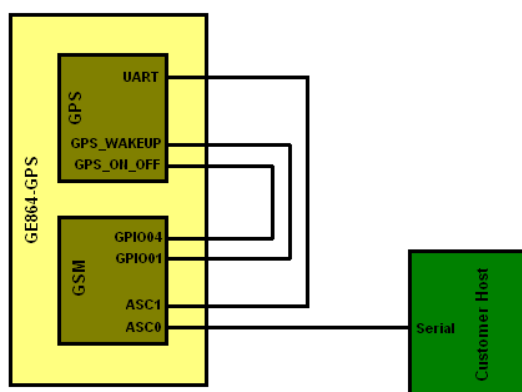 GE864-GPS
GPS
UART
GPS_WAKEUP
GPS_ON_OFF
GSM
GPIO04
GPIO01
ASC1
ASC0
Serial
Customer Host